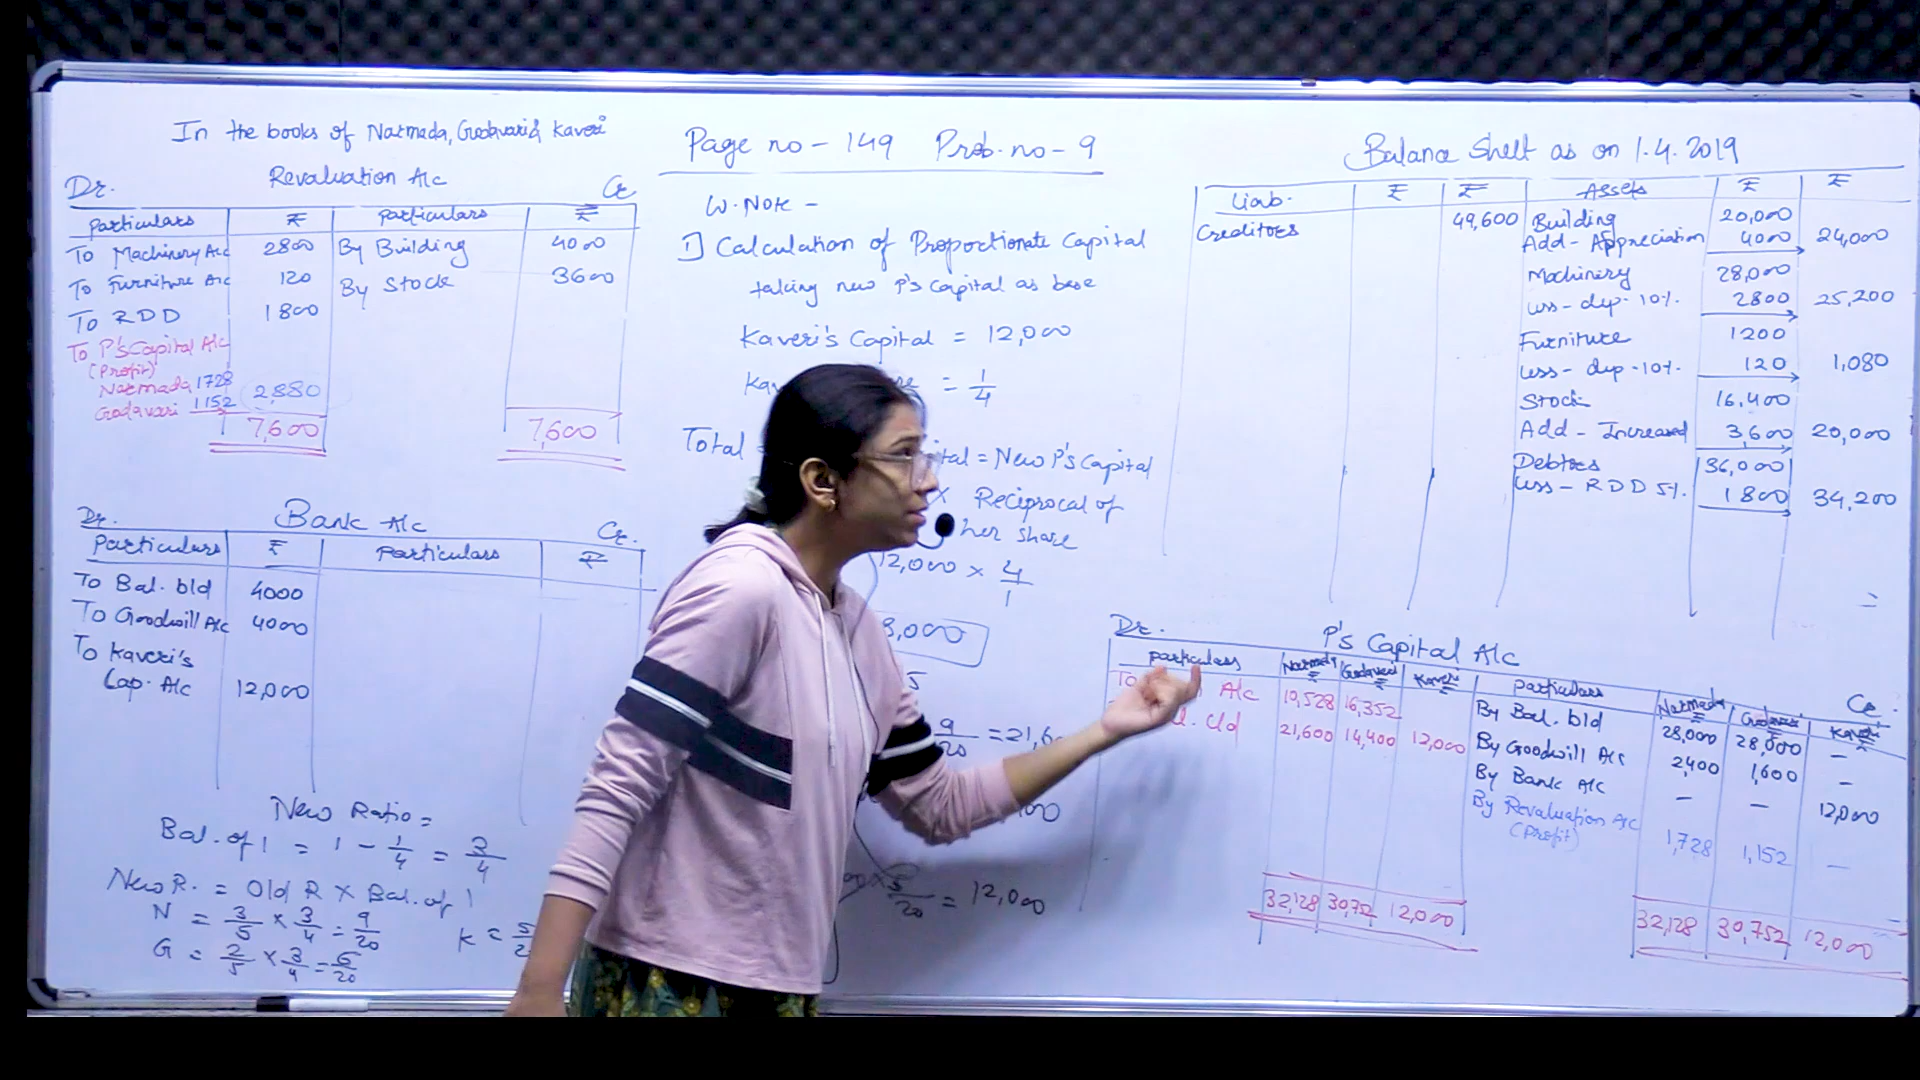 In the books of Narmada, Godavari & Kaveri
Revaluation A/c
Dr. Cr
Particulars ₹ Particulars ₹
To Machinery A/c 2800 By Building 4000
To Furniture A/c 120 By Stock 3600
To RDD 1800
To P's Capital A/c
(Profit)
Narmada 1728
Godavari 1152 2,880
7,600 7,600
Dr. Bank A/c Cr.
Particulars ₹ Particulars ₹
To Bal. b/d 4000
To Goodwill A/c 4000
To Kaveri's
Cap. A/c 12,000
New Ratio =
Bal. of 1 = 1 - 1/4 = 3/4
New R. = Old R × Bal. of 1
N = 3/5 × 3/4 = 9/20
G = 2/5 × 3/4 = 6/20
K = 5/2
Page no - 149 Prob. no - 9
W. Note -
1] Calculation of Proportionate Capital
taking new P's Capital as base
Kaveri's Capital = 12,000
= 1/4
Total = New P's Capital
× Reciprocal of
her share
12,000 × 4/1
8,000
5
9/20 = 21,6
× 5/20 = 12,000
Balance Sheet as on 1.4.2019
Liab. ₹ ₹ Assets ₹ ₹
Creditors 49,600 Building 20,000
Add - Appreciation 4000 24,000
Machinery 28,000
Less - dep. 10% 2800 25,200
Furniture 1200
Less - dep - 10% 120 1,080
Stock 16,400
Add - Increased 3,600 20,000
Debtors 36,000
Less - RDD 5% 1800 34,200
=
Dr. P's Capital A/c Cr.
Particulars Narmada ₹ Godavari ₹ Kaveri ₹ Particulars Narmada ₹ Godavari ₹ Kaveri ₹
To A/c 10,528 16,352 By Bal. b/d 28,000 28,000 -
c/d 21,600 14,400 12,000 By Goodwill A/c 2,400 1,600 -
By Bank A/c - - 12,000
By Revaluation A/c
(Profit) 1,728 1,152 -
32,128 30,752 12,000 32,128 30,752 12,000